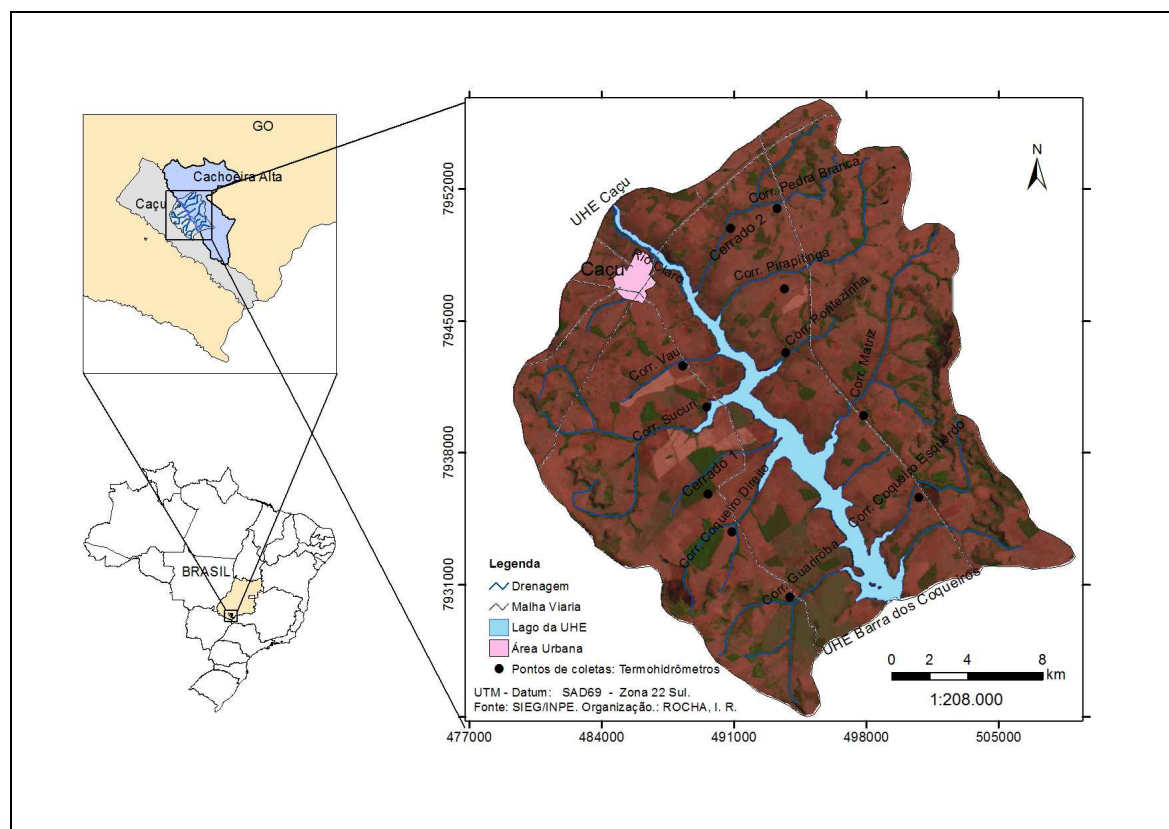 GO
Cachoeira Alta
Caçu
BRASIL
N
7952000
7945000
7938000
7931000
477000
484000
491000
498000
505000
UHE Caçu
Corr. Pedra Branca
Cerrado 2
Rio Claro
Caçu
Corr. Pirapitinga
Corr. Pontezinha
Corr. Matriz
Corr. Vau
Corr. Sucuri
Cerrado 1
Corr. Coqueiro Direito
Corr. Coqueiro Esquerdo
Corr. Guariroba
UHE Barra dos Coqueiros
Legenda
Drenagem
Malha Viaria
Lago da UHE
Área Urbana
Pontos de coletas: Termohidrômetros
UTM - Datum: SAD69 - Zona 22 Sul.
Fonte: SIEG/INPE. Organização.: ROCHA, I. R.
0 2 4 6 8
km
1:208.000